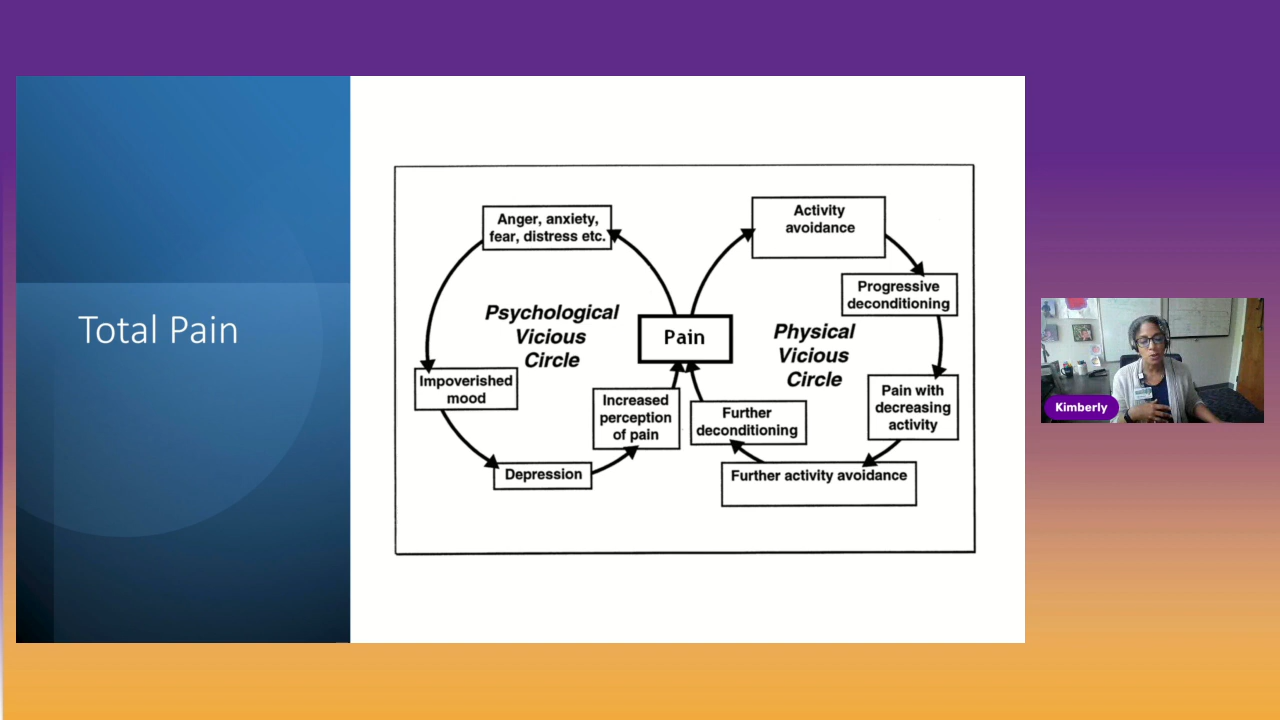 Total Pain
Anger, anxiety,
fear, distress etc.
Psychological
Vicious
Circle
Impoverished
mood
Depression
Increased
perception
of pain
Pain
Activity
avoidance
Progressive
deconditioning
Physical
Vicious
Circle
Pain with
decreasing
activity
Further
deconditioning
Further activity avoidance
Kimberly